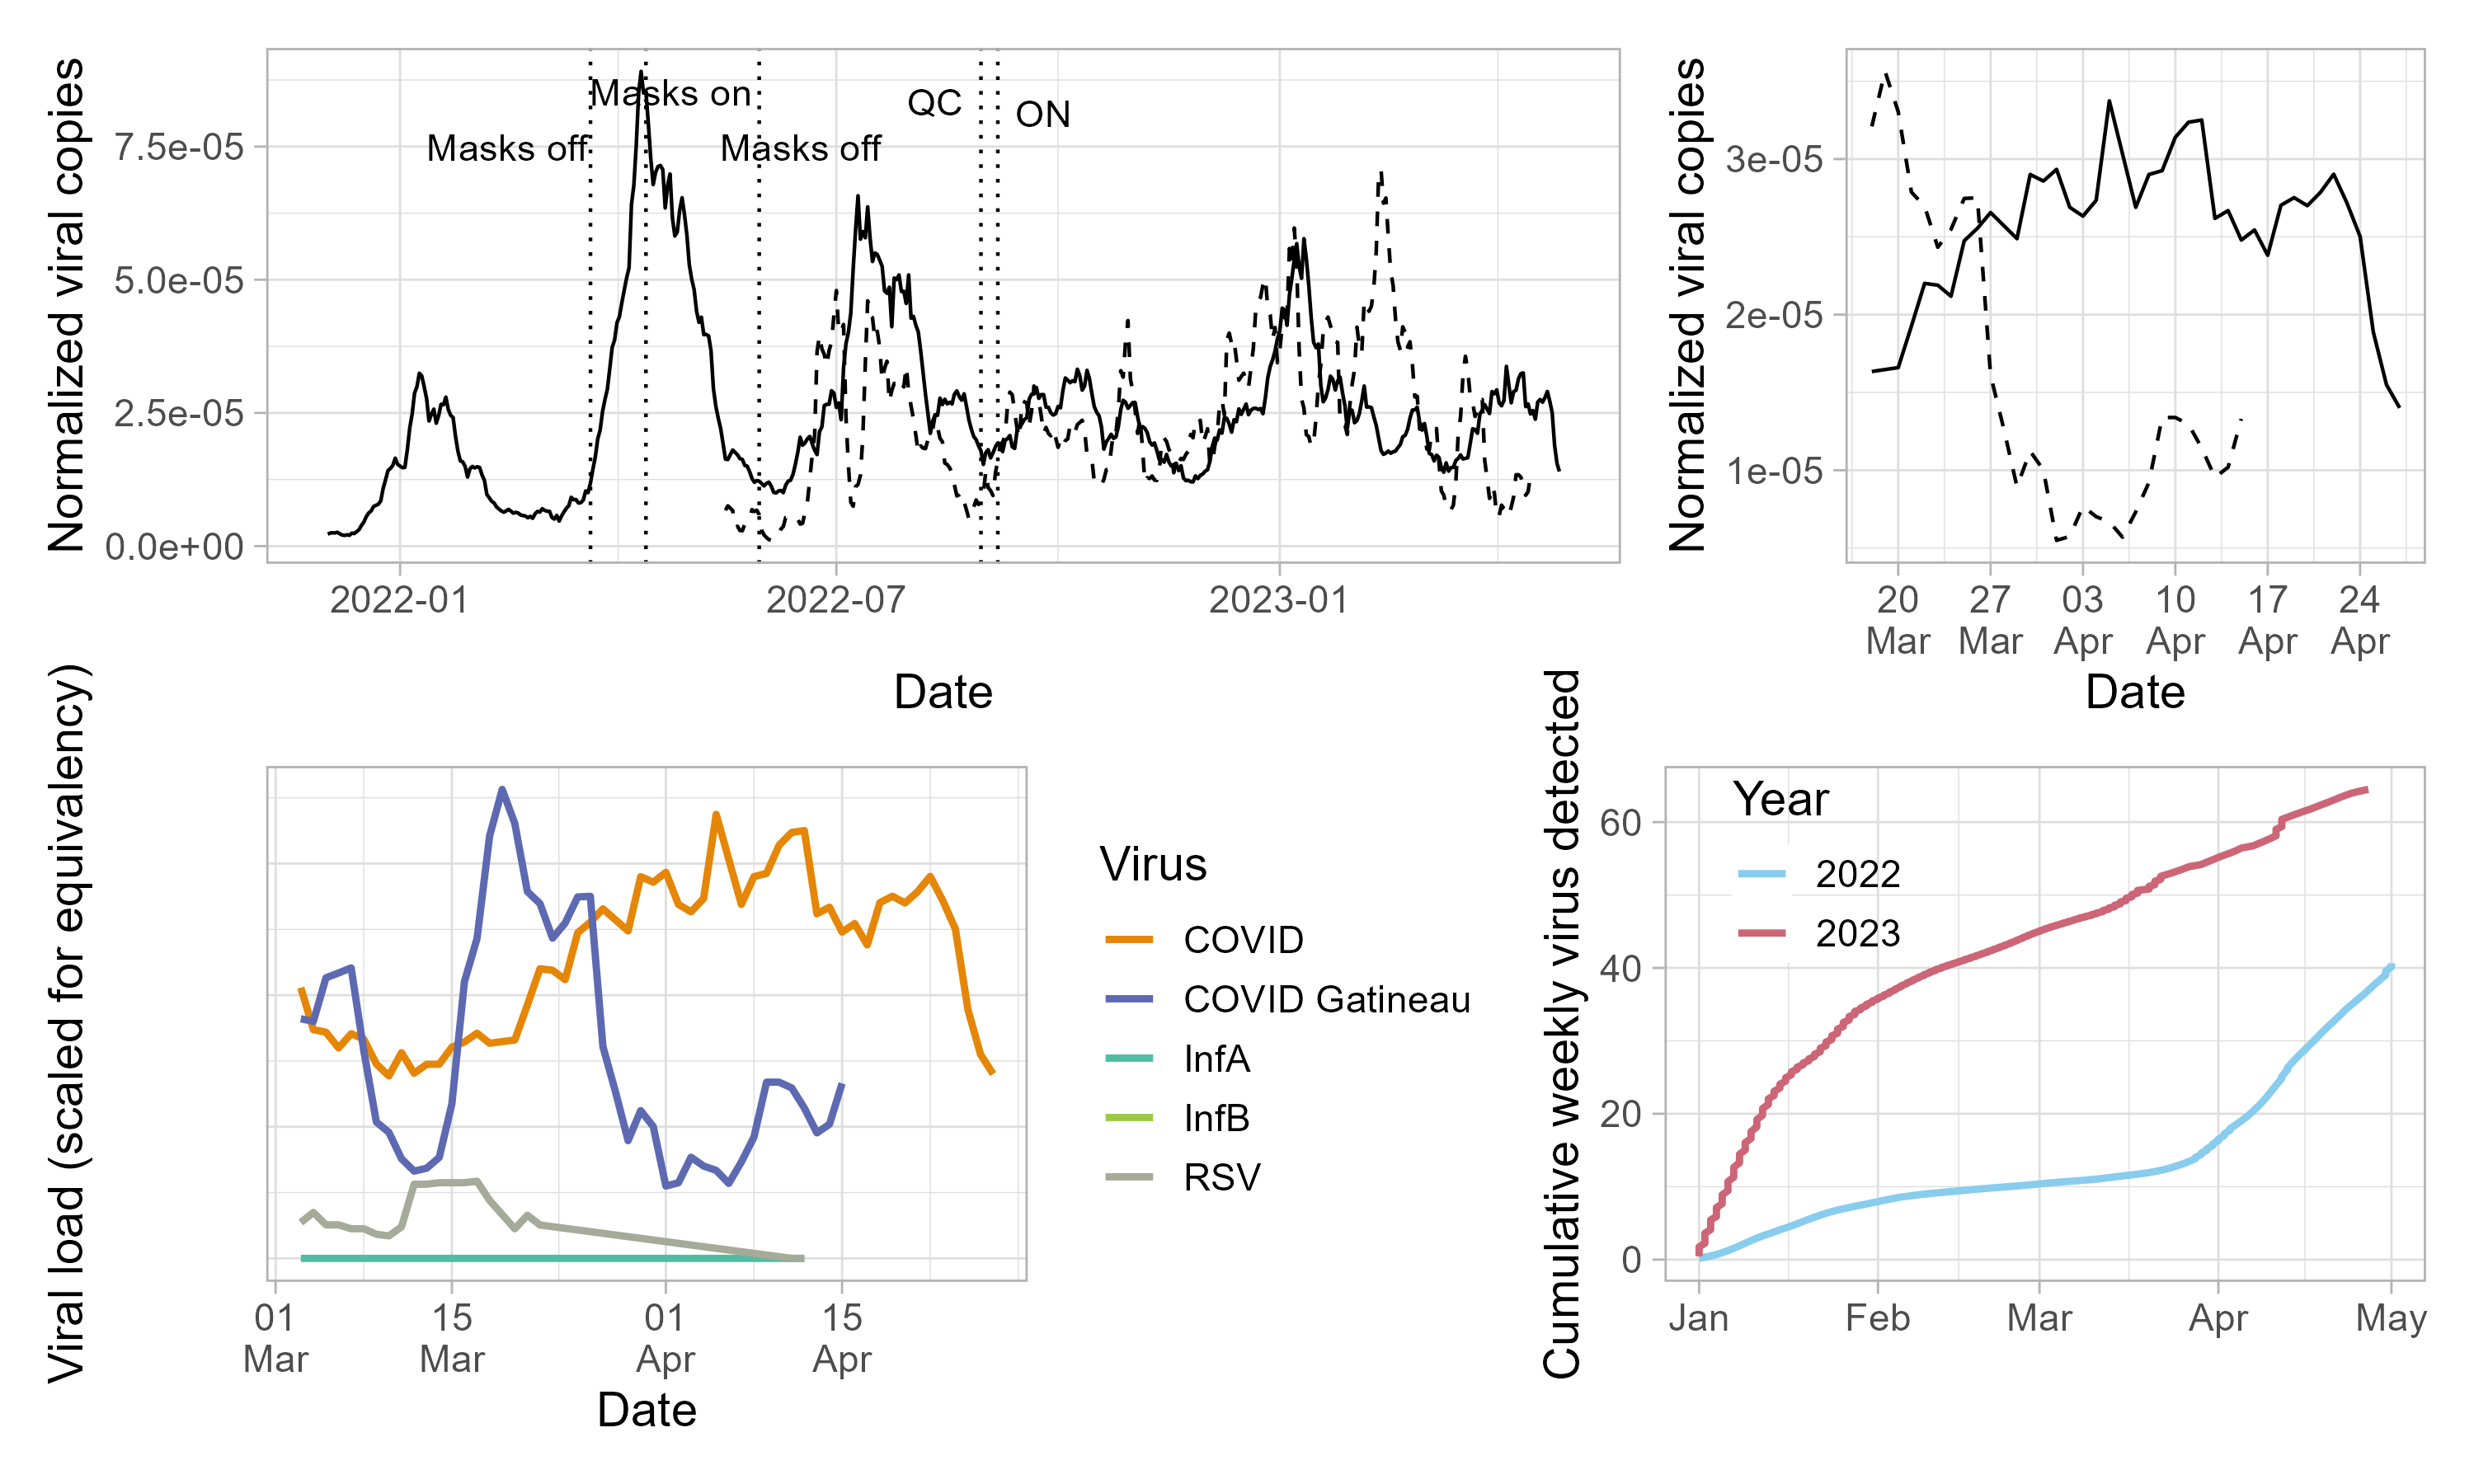 Normalized viral copies
7.5e-05
5.0e-05
2.5e-05
0.0e+00
Masks off
Masks on
Masks off
QC
ON
2022-01
2022-07
2023-01
Date
Normalized viral copies
3e-05
2e-05
1e-05
20 27 03 10 17 24
Mar Mar Apr Apr Apr Apr
Date
Viral load (scaled for equivalency)
01 15 01 15
Mar Mar Apr Apr
Date
Virus
COVID
COVID Gatineau
InfA
InfB
RSV
Cumulative weekly virus detected
60
40
20
0
Year
2022
2023
Jan Feb Mar Apr May